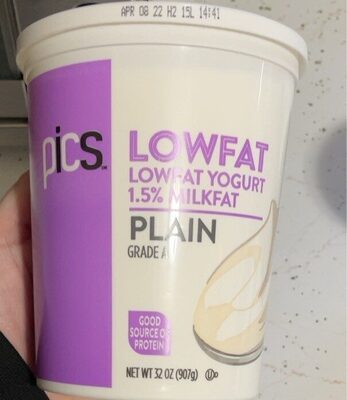 APR 08 22 H2 15L 14:41
pics
LOWFAT
LOWFAT YOGURT
1.5% MILKFAT
PLAIN
GRADE A
GOOD
SOURCE OF
PROTEIN
NET WT 32 OZ (907g) U D